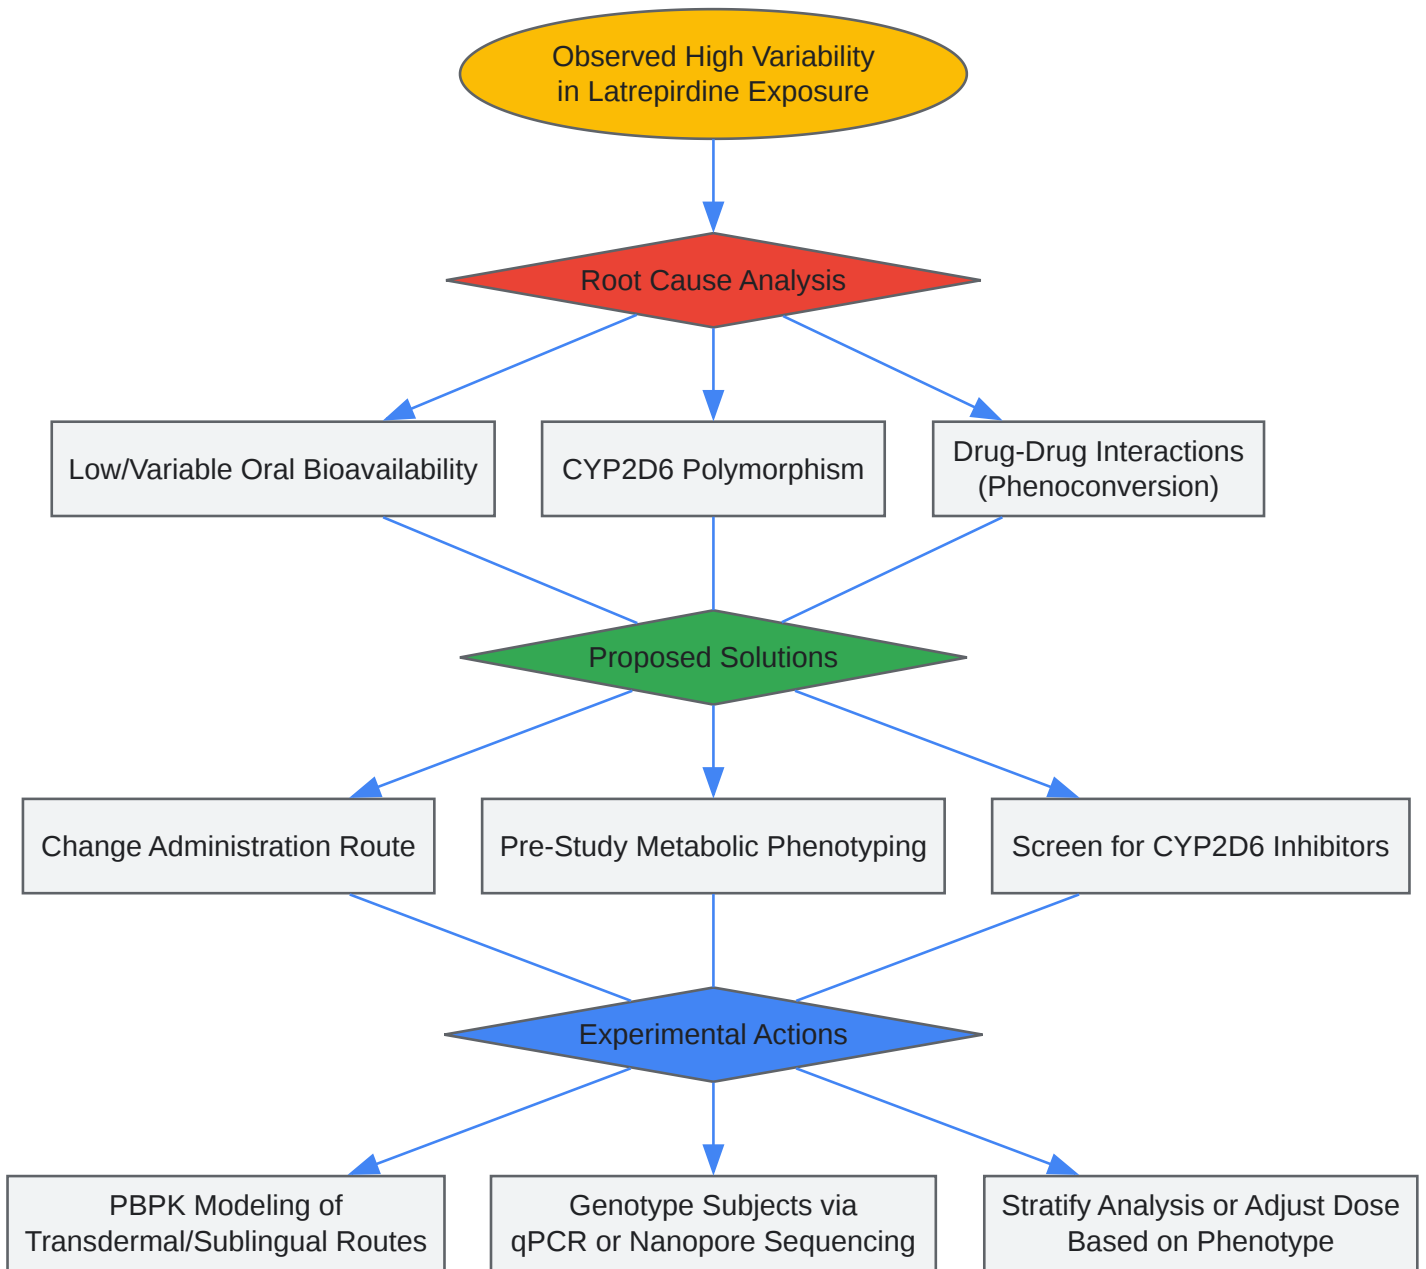 Observed High Variability
in Latrepirdine Exposure
Root Cause Analysis
Low/Variable Oral Bioavailability
CYP2D6 Polymorphism
Drug-Drug Interactions
(Phenoconversion)
Proposed Solutions
Change Administration Route
Pre-Study Metabolic Phenotyping
Screen for CYP2D6 Inhibitors
Experimental Actions
PBPK Modeling of
Transdermal/Sublingual Routes
Genotype Subjects via
qPCR or Nanopore Sequencing
Stratify Analysis or Adjust Dose
Based on Phenotype